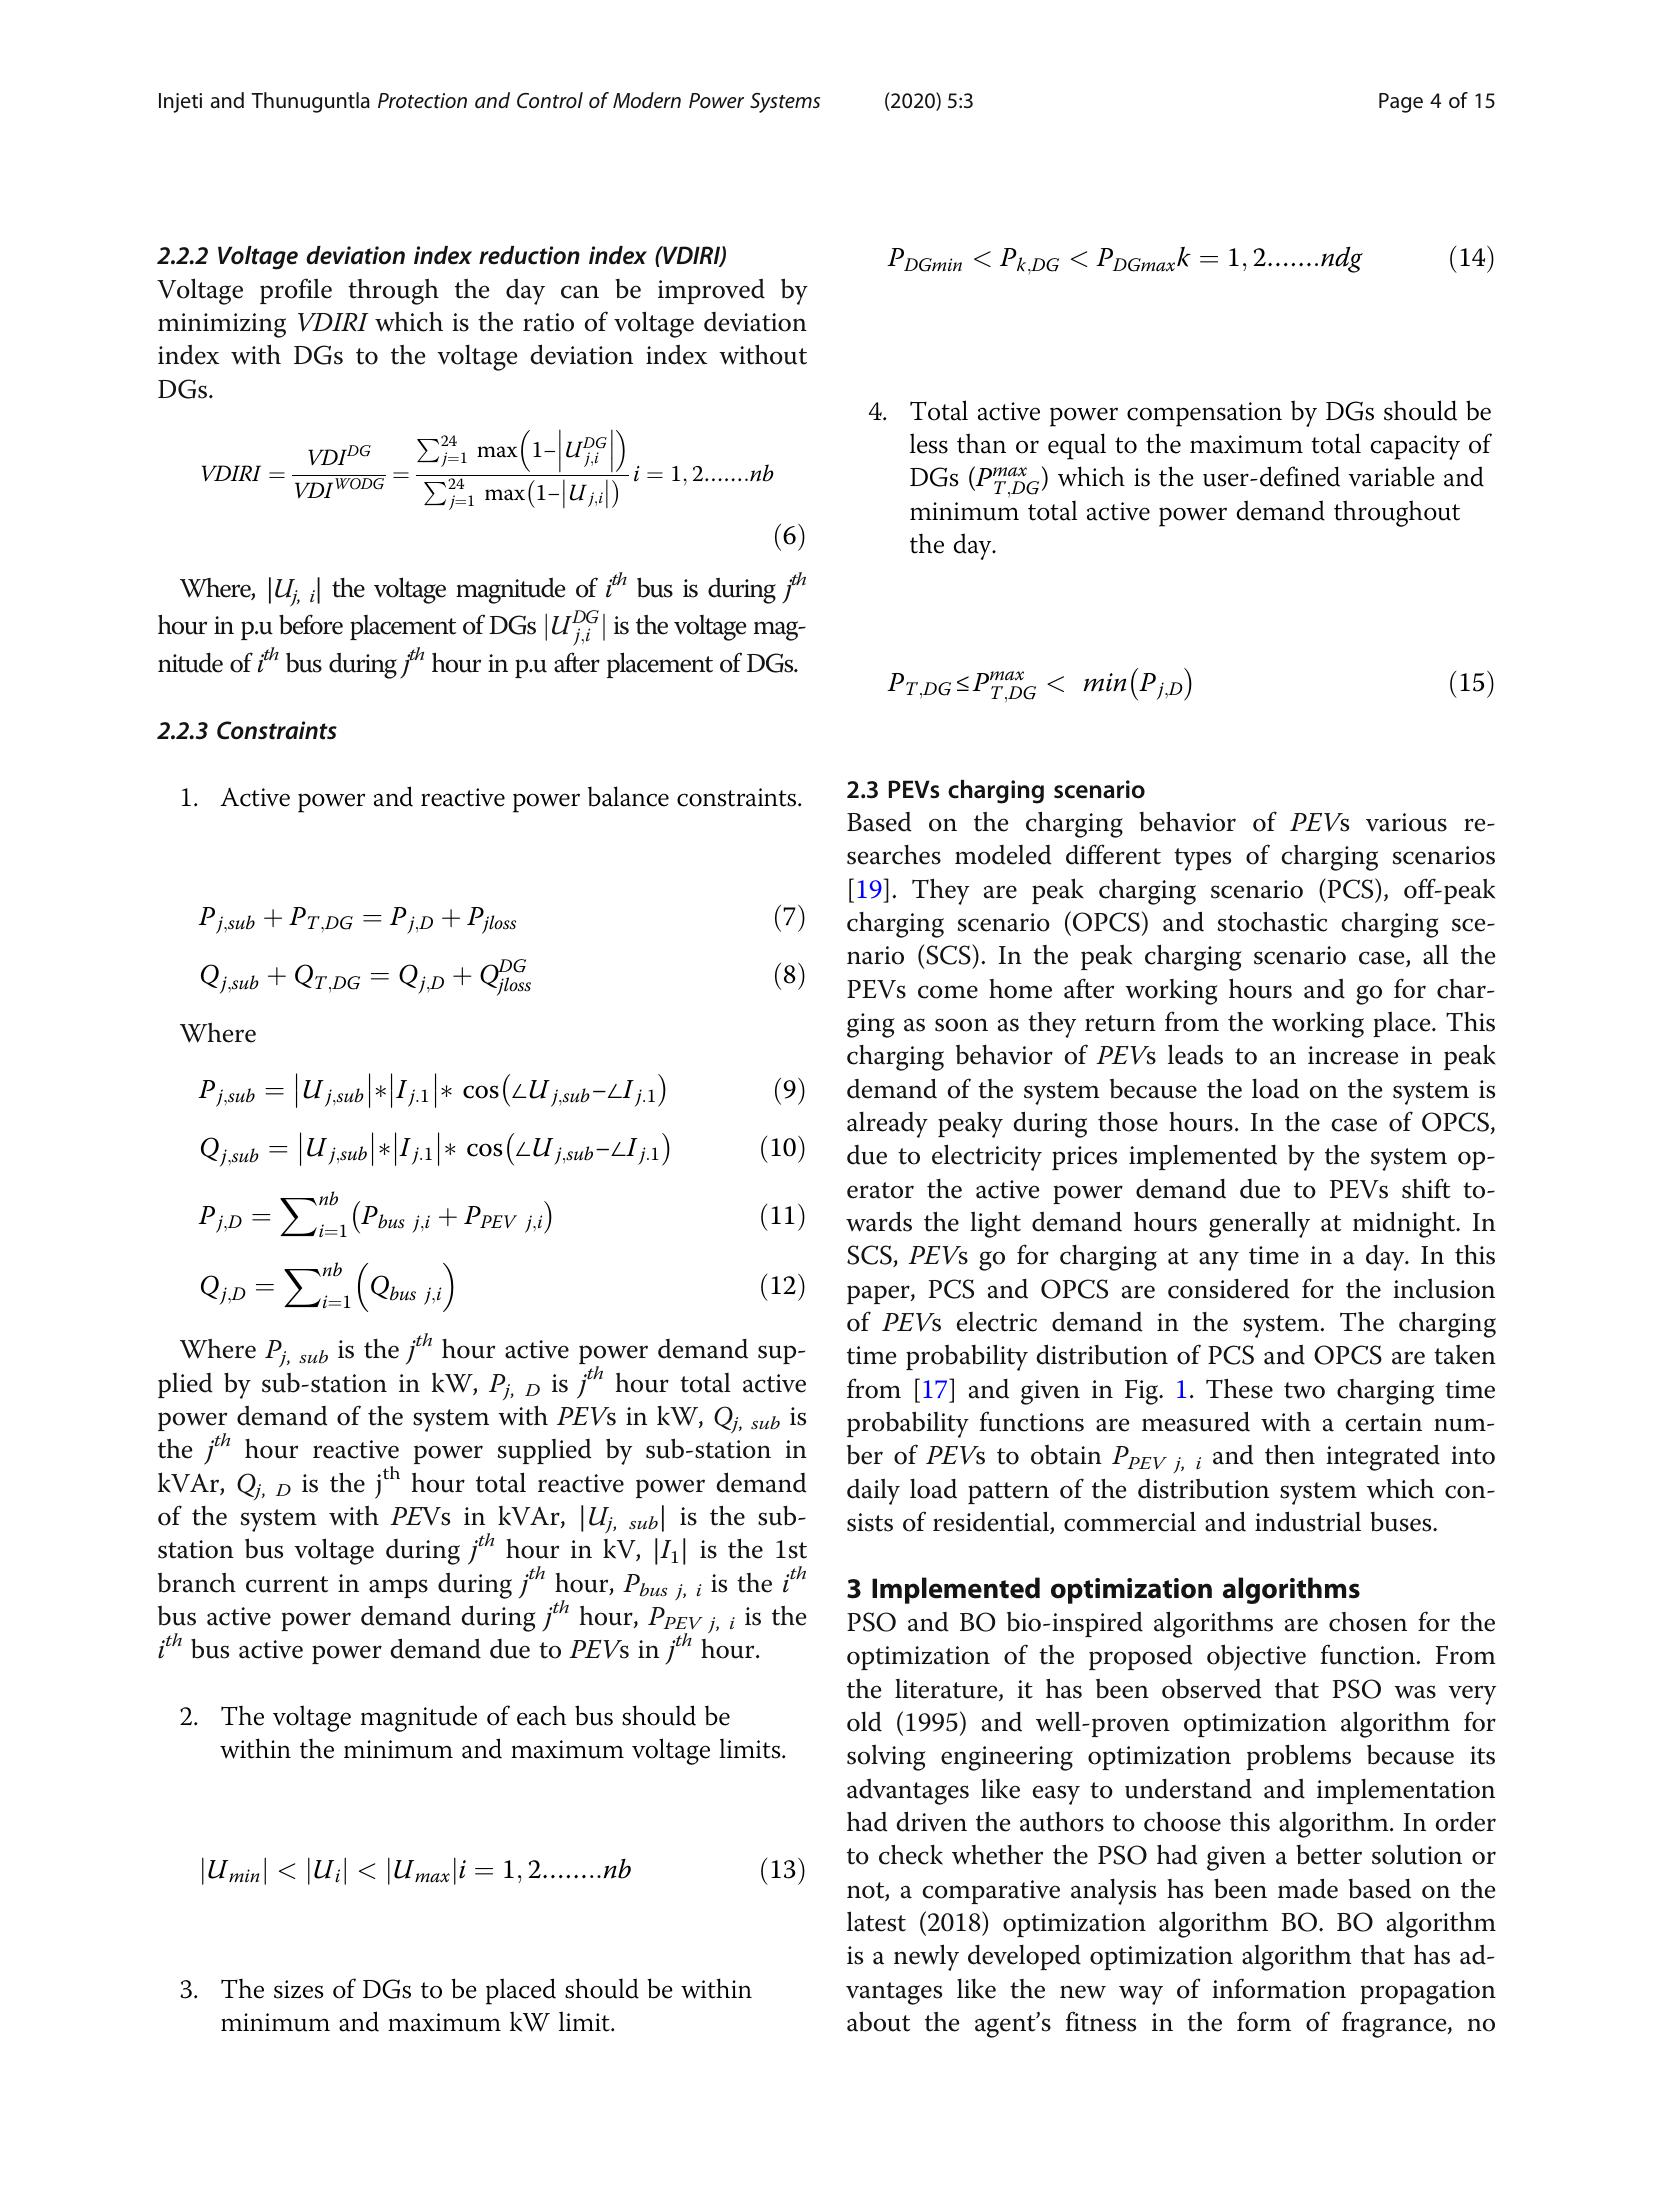 Injeti and Thunuguntla Protection and Control of Modern Power Systems (2020) 5:3 Page 4 of 15
2.2.2 Voltage deviation index reduction index (VDIRI)
Voltage profile through the day can be improved by
minimizing VDIRI which is the ratio of voltage deviation
index with DGs to the voltage deviation index without
DGs.
VDIRI = \frac{VDI^{DG}}{VDI^{WODG}} = \frac{\sum_{j=1}^{24} max(1−|U_{j,i}^{DG}|)}{\sum_{j=1}^{24} max(1−|U_{j,i}|)} i = 1, 2.......nb
(6)
Where, |U_{j, i}| the voltage magnitude of i^{th} bus is during j^{th}
hour in p.u before placement of DGs |U_{j,i}^{DG}| is the voltage mag-
nitude of i^{th} bus during j^{th} hour in p.u after placement of DGs.
2.2.3 Constraints
1. Active power and reactive power balance constraints.
P_{j,sub} + P_{T,DG} = P_{j,D} + P_{jloss} (7)
Q_{j,sub} + Q_{T,DG} = Q_{j,D} + Q_{jloss}^{DG} (8)
Where
P_{j,sub} = |U_{j,sub}|*|I_{j.1}|* cos(∠U_{j,sub}−∠I_{j.1}) (9)
Q_{j,sub} = |U_{j,sub}|*|I_{j.1}|* cos(∠U_{j,sub}−∠I_{j.1}) (10)
P_{j,D} = \sum_{i=1}^{nb} (P_{bus j,i} + P_{PEV j,i}) (11)
Q_{j,D} = \sum_{i=1}^{nb} (Q_{bus j,i}) (12)
Where P_{j, sub} is the j^{th} hour active power demand sup-
plied by sub-station in kW, P_{j, D} is j^{th} hour total active
power demand of the system with PEVs in kW, Q_{j, sub} is
the j^{th} hour reactive power supplied by sub-station in
kVAr, Q_{j, D} is the j^{th} hour total reactive power demand
of the system with PEVs in kVAr, |U_{j, sub}| is the sub-
station bus voltage during j^{th} hour in kV, |I_1| is the 1st
branch current in amps during j^{th} hour, P_{bus j, i} is the i^{th}
bus active power demand during j^{th} hour, P_{PEV j, i} is the
i^{th} bus active power demand due to PEVs in j^{th} hour.
2. The voltage magnitude of each bus should be
within the minimum and maximum voltage limits.
|U_{min}| < |U_i| < |U_{max}|i = 1, 2........nb (13)
3. The sizes of DGs to be placed should be within
minimum and maximum kW limit.
P_{DGmin} < P_{k,DG} < P_{DGmax}k = 1, 2.......ndg (14)
4. Total active power compensation by DGs should be
less than or equal to the maximum total capacity of
DGs (P_{T,DG}^{max}) which is the user-defined variable and
minimum total active power demand throughout
the day.
P_{T,DG} ≤ P_{T,DG}^{max} < min(P_{j,D}) (15)
2.3 PEVs charging scenario
Based on the charging behavior of PEVs various re-
searches modeled different types of charging scenarios
[19]. They are peak charging scenario (PCS), off-peak
charging scenario (OPCS) and stochastic charging sce-
nario (SCS). In the peak charging scenario case, all the
PEVs come home after working hours and go for char-
ging as soon as they return from the working place. This
charging behavior of PEVs leads to an increase in peak
demand of the system because the load on the system is
already peaky during those hours. In the case of OPCS,
due to electricity prices implemented by the system op-
erator the active power demand due to PEVs shift to-
wards the light demand hours generally at midnight. In
SCS, PEVs go for charging at any time in a day. In this
paper, PCS and OPCS are considered for the inclusion
of PEVs electric demand in the system. The charging
time probability distribution of PCS and OPCS are taken
from [17] and given in Fig. 1. These two charging time
probability functions are measured with a certain num-
ber of PEVs to obtain P_{PEV j, i} and then integrated into
daily load pattern of the distribution system which con-
sists of residential, commercial and industrial buses.
3 Implemented optimization algorithms
PSO and BO bio-inspired algorithms are chosen for the
optimization of the proposed objective function. From
the literature, it has been observed that PSO was very
old (1995) and well-proven optimization algorithm for
solving engineering optimization problems because its
advantages like easy to understand and implementation
had driven the authors to choose this algorithm. In order
to check whether the PSO had given a better solution or
not, a comparative analysis has been made based on the
latest (2018) optimization algorithm BO. BO algorithm
is a newly developed optimization algorithm that has ad-
vantages like the new way of information propagation
about the agent's fitness in the form of fragrance, no